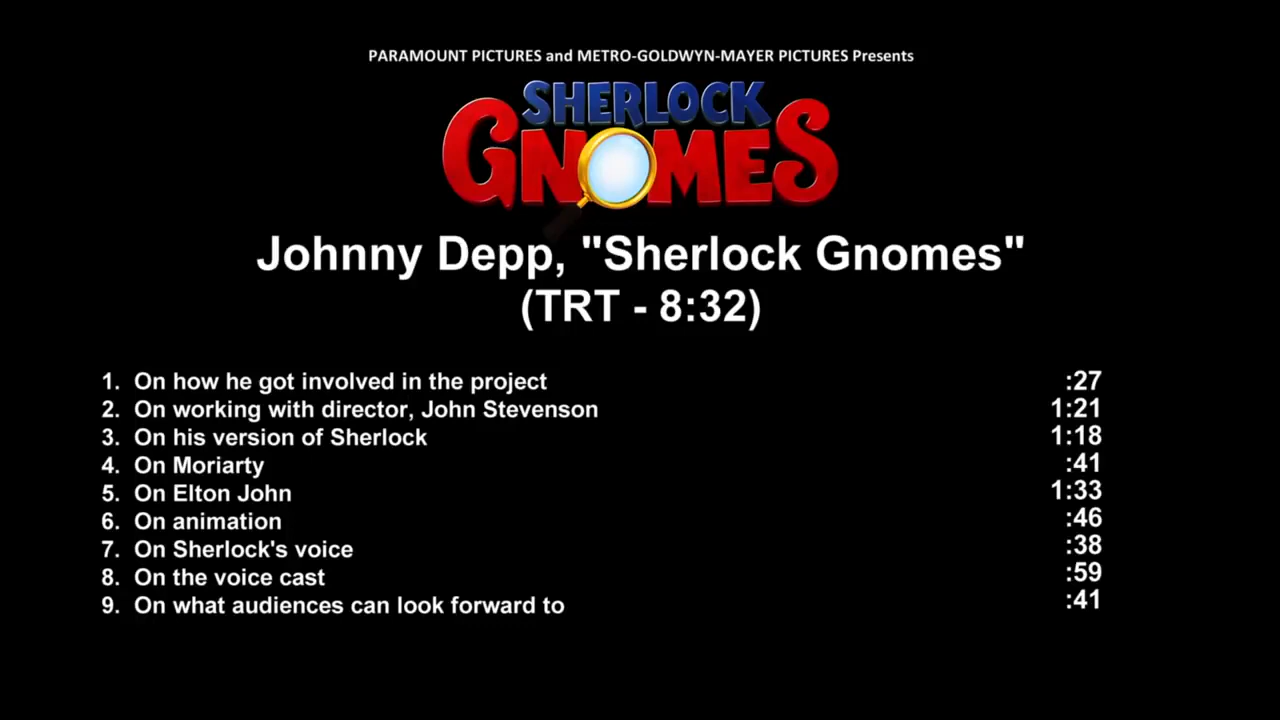 PARAMOUNT PICTURES and METRO-GOLDWYN-MAYER PICTURES Presents
SHERLOCK
GNOMES
Johnny Depp, "Sherlock Gnomes"
(TRT - 8:32)
1. On how he got involved in the project :27
2. On working with director, John Stevenson 1:21
3. On his version of Sherlock 1:18
4. On Moriarty :41
5. On Elton John 1:33
6. On animation :46
7. On Sherlock's voice :38
8. On the voice cast :59
9. On what audiences can look forward to :41